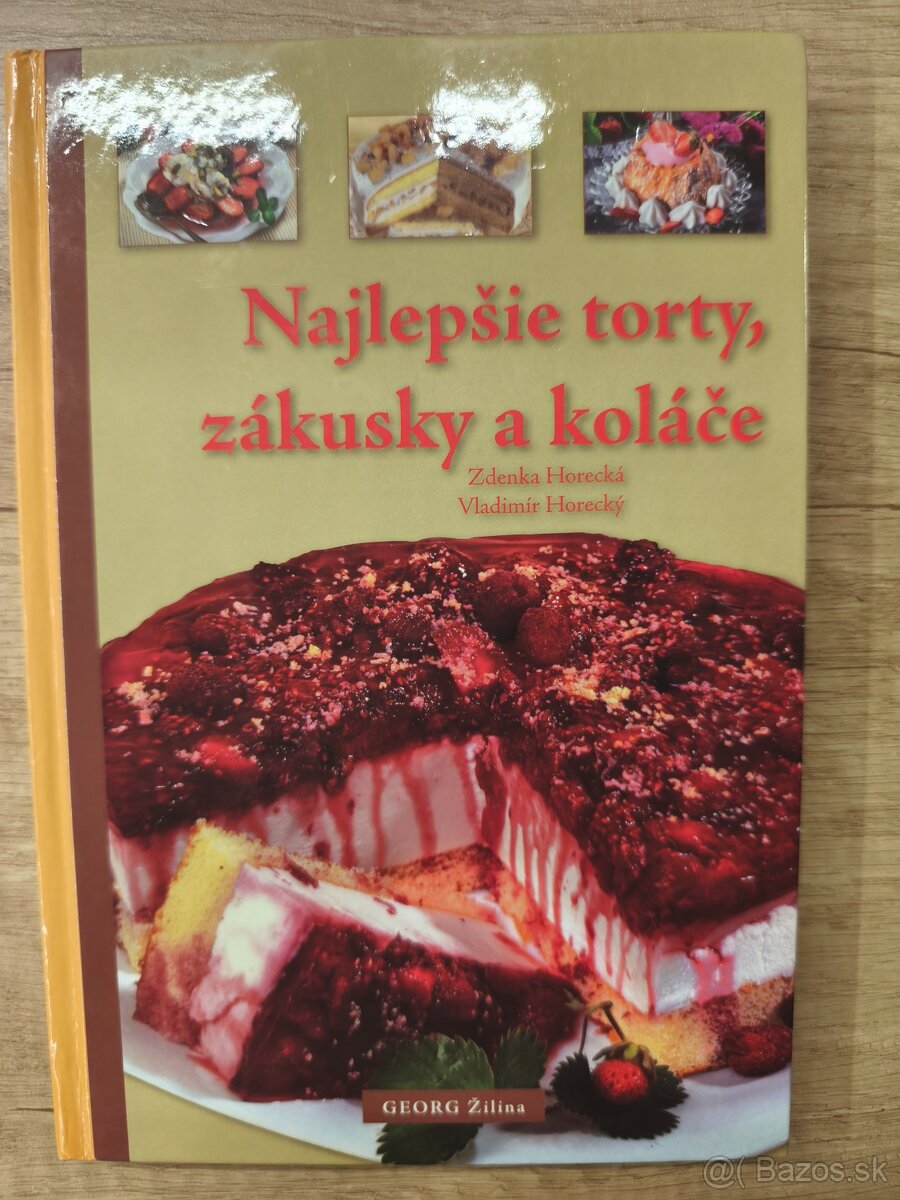 Najlepšie torty,
zákusky a koláče
Zdenka Horecká
Vladimír Horecký
GEORG Žilina
@( Bazos.sk